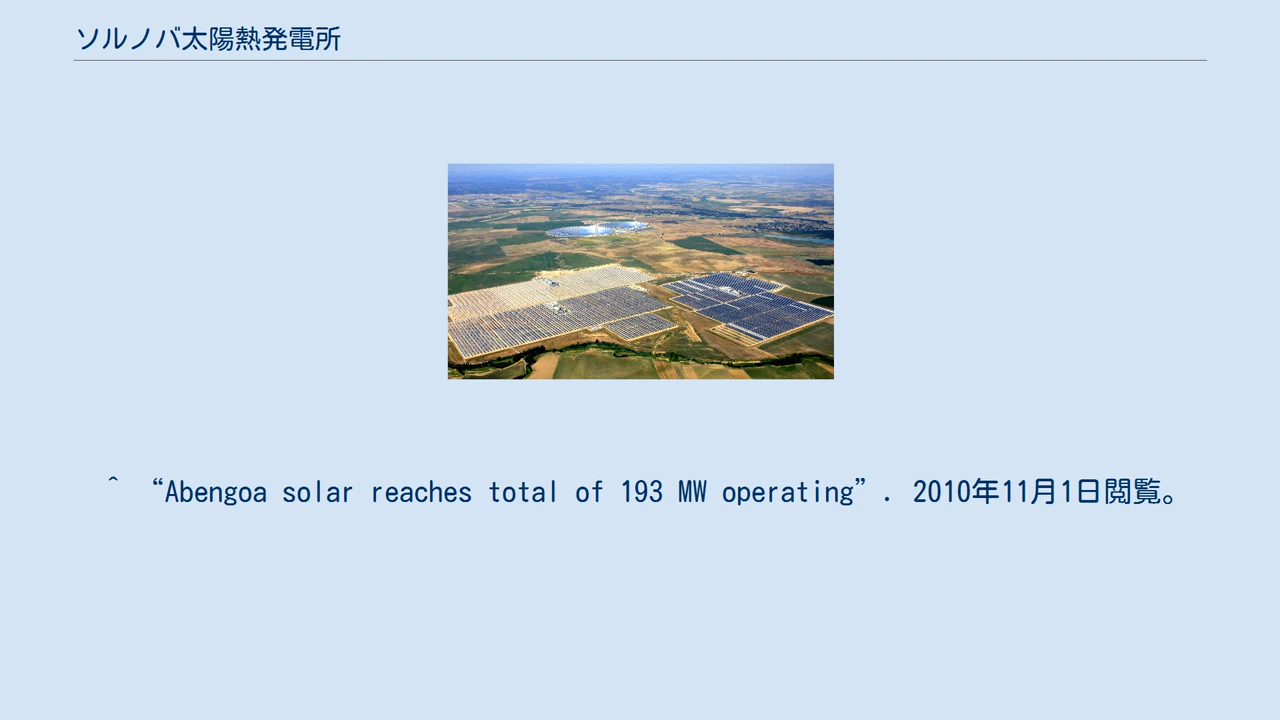 ソルノバ太陽熱発電所
^ “Abengoa solar reaches total of 193 MW operating”. 2010年11月1日閲覧。